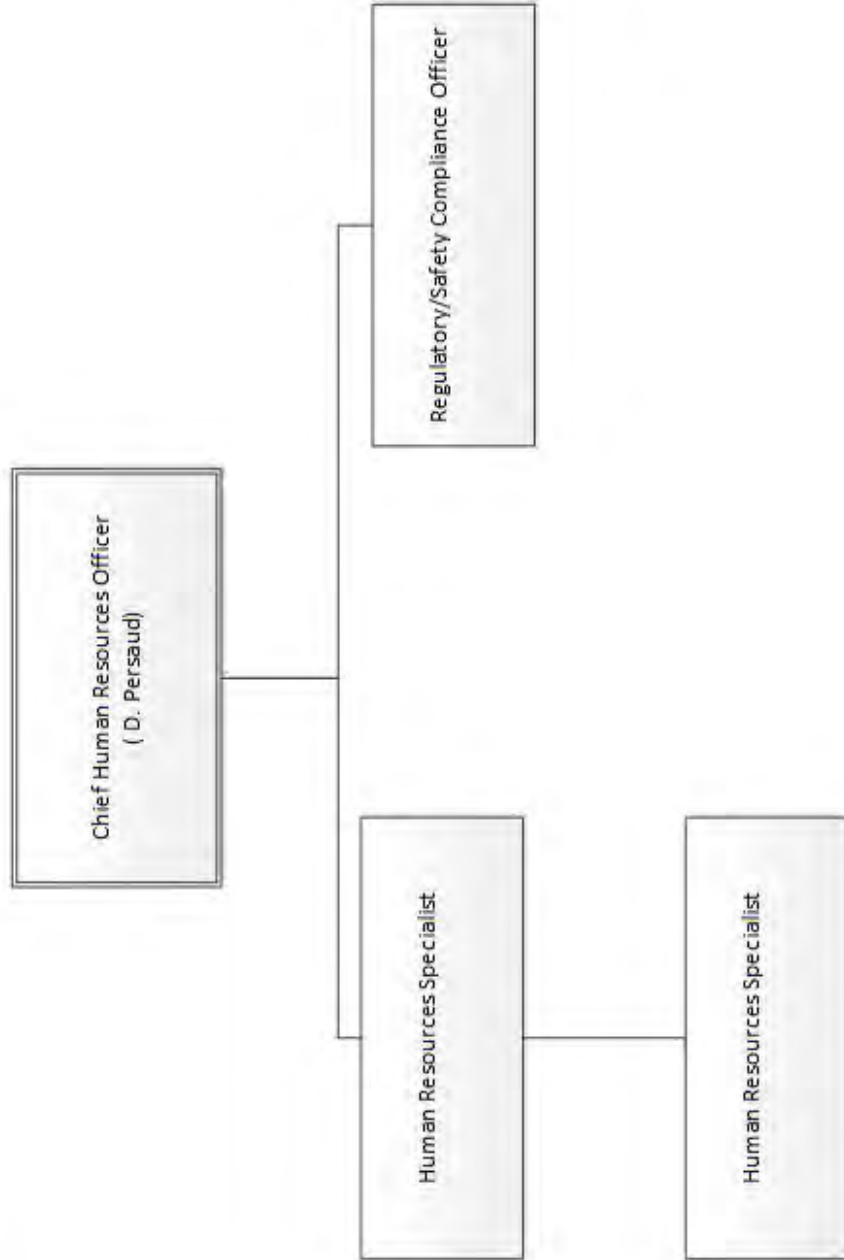 Chief Human Resources Officer
( D. Persaud)
Human Resources Specialist
Regulatory/Safety Compliance Officer
Human Resources Specialist